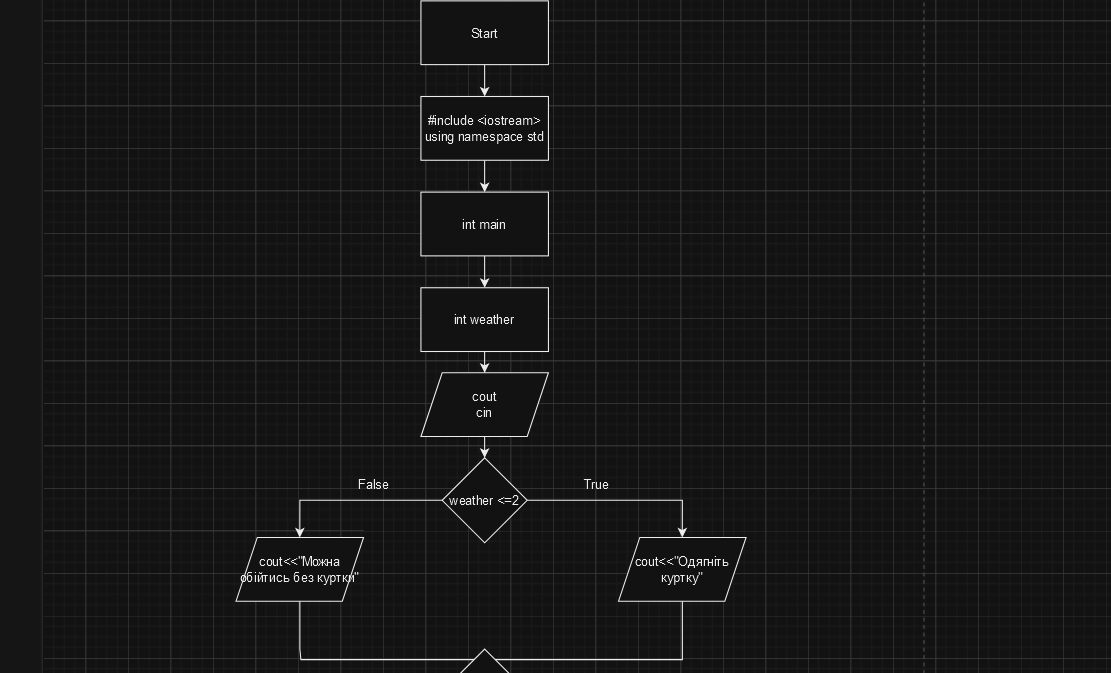 Start
#include <iostream>
using namespace std
int main
int weather
cout
cin
weather <=2
False
True
cout<<"Можна
обійтись без куртки"
cout<<"Одягніть
куртку"